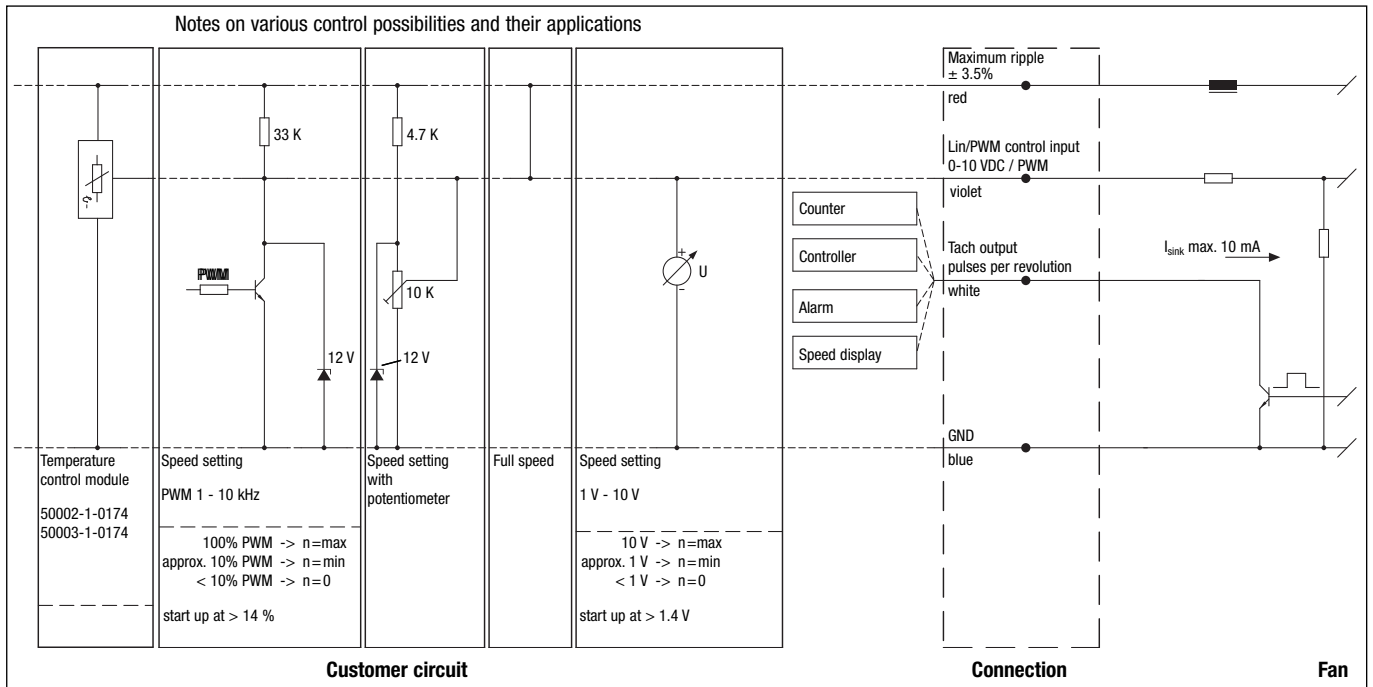 Notes on various control possibilities and their applications
33 K
PWM
12 V
4.7 K
10 K
12 V
+
U
-
Counter
Controller
Alarm
Speed display
Maximum ripple
± 3.5%
red
Lin/PWM control input
0-10 VDC / PWM
violet
Tach output
pulses per revolution
white
Isink max. 10 mA
GND
blue
Temperature
control module
50002-1-0174
50003-1-0174
Speed setting
PWM 1 - 10 kHz
100% PWM -> n=max
approx. 10% PWM -> n=min
< 10% PWM -> n=0
start up at > 14 %
Speed setting
with
potentiometer
Full speed
Speed setting
1 V - 10 V
10 V -> n=max
approx. 1 V -> n=min
< 1 V -> n=0
start up at > 1.4 V
Customer circuit
Connection
Fan